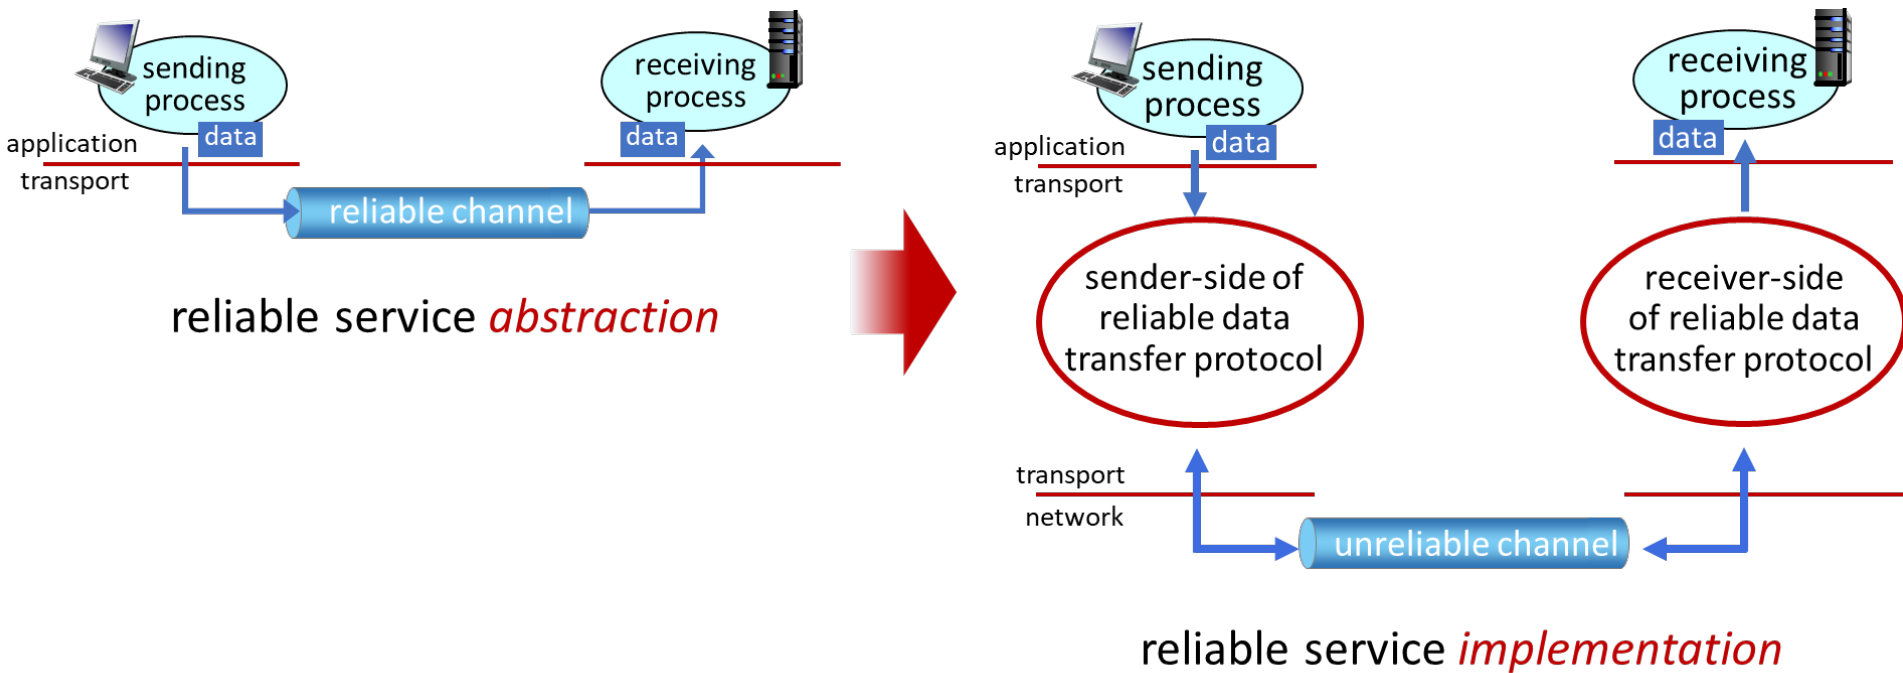 sending
process
data
application
transport
receiving
process
data
reliable channel
reliable service abstraction
sending
process
data
application
transport
receiving
process
data
sender-side of
reliable data
transfer protocol
receiver-side
of reliable data
transfer protocol
transport
network
unreliable channel
reliable service implementation